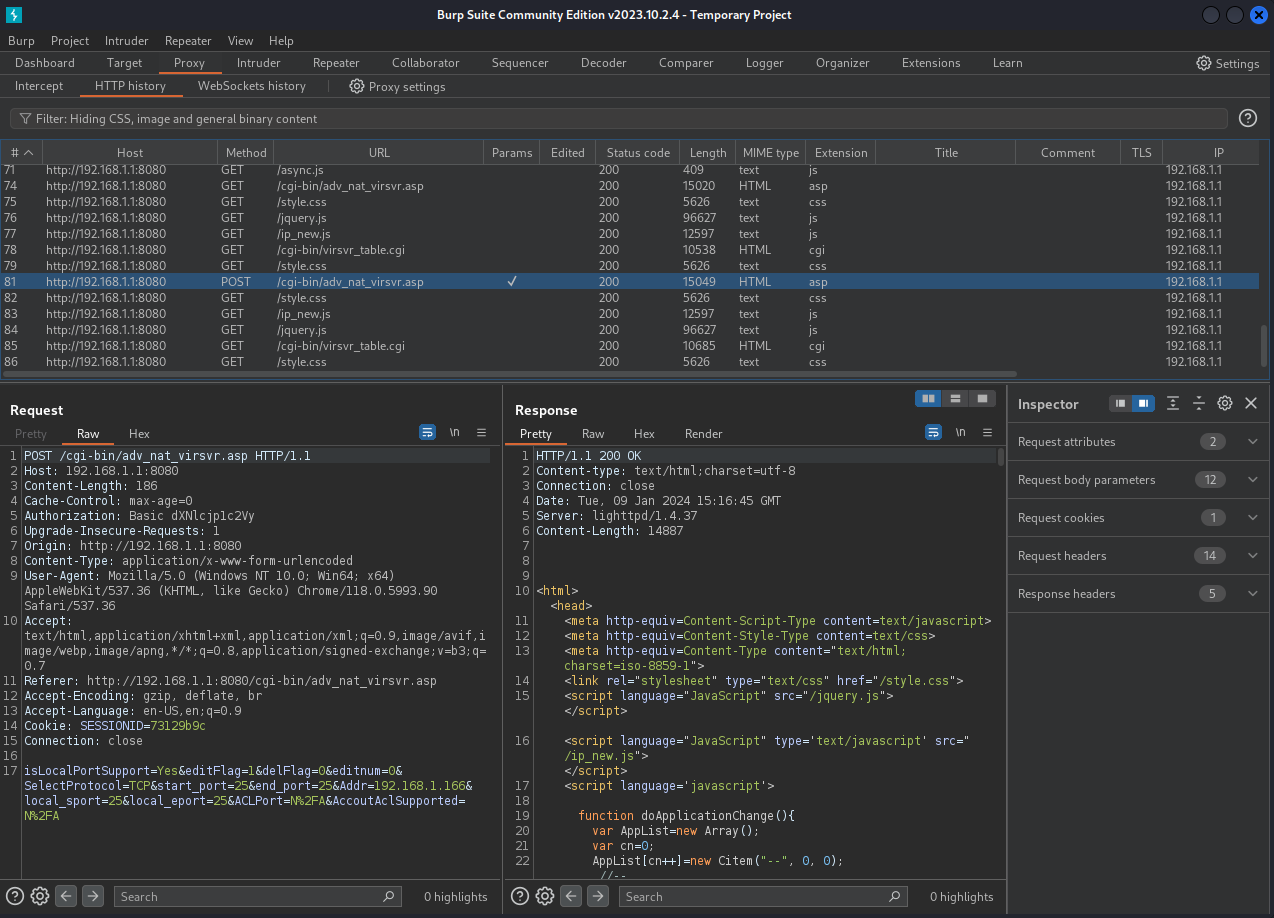 Burp Suite Community Edition v2023.10.2.4 - Temporary Project
Burp Project Intruder Repeater View Help
Dashboard Target Proxy Intruder Repeater Collaborator Sequencer Decoder Comparer Logger Organizer Extensions Learn Settings
Intercept HTTP history WebSockets history Proxy settings
Filter: Hiding CSS, image and general binary content
# Host Method URL Params Edited Status code Length MIME type Extension Title Comment TLS IP
71 http://192.168.1.1:8080 GET /async.js 200 409 text js 192.168.1.1
74 http://192.168.1.1:8080 GET /cgi-bin/adv_nat_virsvr.asp 200 15020 HTML asp 192.168.1.1
75 http://192.168.1.1:8080 GET /style.css 200 5626 text css 192.168.1.1
76 http://192.168.1.1:8080 GET /jquery.js 200 96627 text js 192.168.1.1
77 http://192.168.1.1:8080 GET /ip_new.js 200 12597 text js 192.168.1.1
78 http://192.168.1.1:8080 GET /cgi-bin/virsvr_table.cgi 200 10538 HTML cgi 192.168.1.1
79 http://192.168.1.1:8080 GET /style.css 200 5626 text css 192.168.1.1
81 http://192.168.1.1:8080 POST /cgi-bin/adv_nat_virsvr.asp ✓ 200 15049 HTML asp 192.168.1.1
82 http://192.168.1.1:8080 GET /style.css 200 5626 text css 192.168.1.1
83 http://192.168.1.1:8080 GET /ip_new.js 200 12597 text js 192.168.1.1
84 http://192.168.1.1:8080 GET /jquery.js 200 96627 text js 192.168.1.1
85 http://192.168.1.1:8080 GET /cgi-bin/virsvr_table.cgi 200 10685 HTML cgi 192.168.1.1
86 http://192.168.1.1:8080 GET /style.css 200 5626 text css 192.168.1.1
Request
Pretty Raw Hex \n
1 POST /cgi-bin/adv_nat_virsvr.asp HTTP/1.1
2 Host: 192.168.1.1:8080
3 Content-Length: 186
4 Cache-Control: max-age=0
5 Authorization: Basic dXNlcjp1c2Vy
6 Upgrade-Insecure-Requests: 1
7 Origin: http://192.168.1.1:8080
8 Content-Type: application/x-www-form-urlencoded
9 User-Agent: Mozilla/5.0 (Windows NT 10.0; Win64; x64)
AppleWebKit/537.36 (KHTML, like Gecko) Chrome/118.0.5993.90
Safari/537.36
10 Accept:
text/html,application/xhtml+xml,application/xml;q=0.9,image/avif,i
mage/webp,image/apng,*/*;q=0.8,application/signed-exchange;v=b3;q=
0.7
11 Referer: http://192.168.1.1:8080/cgi-bin/adv_nat_virsvr.asp
12 Accept-Encoding: gzip, deflate, br
13 Accept-Language: en-US,en;q=0.9
14 Cookie: SESSIONID=73129b9c
15 Connection: close
16
17 isLocalPortSupport=Yes&editFlag=1&delFlag=0&editnum=0&
SelectProtocol=TCP&start_port=25&end_port=25&Addr=192.168.1.166&
local_sport=25&local_eport=25&ACLPort=N%2FA&AccoutAclSupported=
N%2FA
Search 0 highlights
Response
Pretty Raw Hex Render \n
1 HTTP/1.1 200 OK
2 Content-type: text/html;charset=utf-8
3 Connection: close
4 Date: Tue, 09 Jan 2024 15:16:45 GMT
5 Server: lighttpd/1.4.37
6 Content-Length: 14887
7
8
9
10 <html>
<head>
11 <meta http-equiv=Content-Script-Type content=text/javascript>
12 <meta http-equiv=Content-Style-Type content=text/css>
13 <meta http-equiv=Content-Type content="text/html;
charset=iso-8859-1">
14 <link rel="stylesheet" type="text/css" href="/style.css">
15 <script language="JavaScript" src="/jquery.js">
</script>
16 <script language="JavaScript" type='text/javascript' src="
/ip_new.js">
</script>
17 <script language='javascript'>
18
19 function doApplicationChange(){
20 var AppList=new Array();
21 var cn=0;
22 AppList[cn++]=new Citem("--", 0, 0);
//--
Search 0 highlights
Inspector
Request attributes 2
Request body parameters 12
Request cookies 1
Request headers 14
Response headers 5